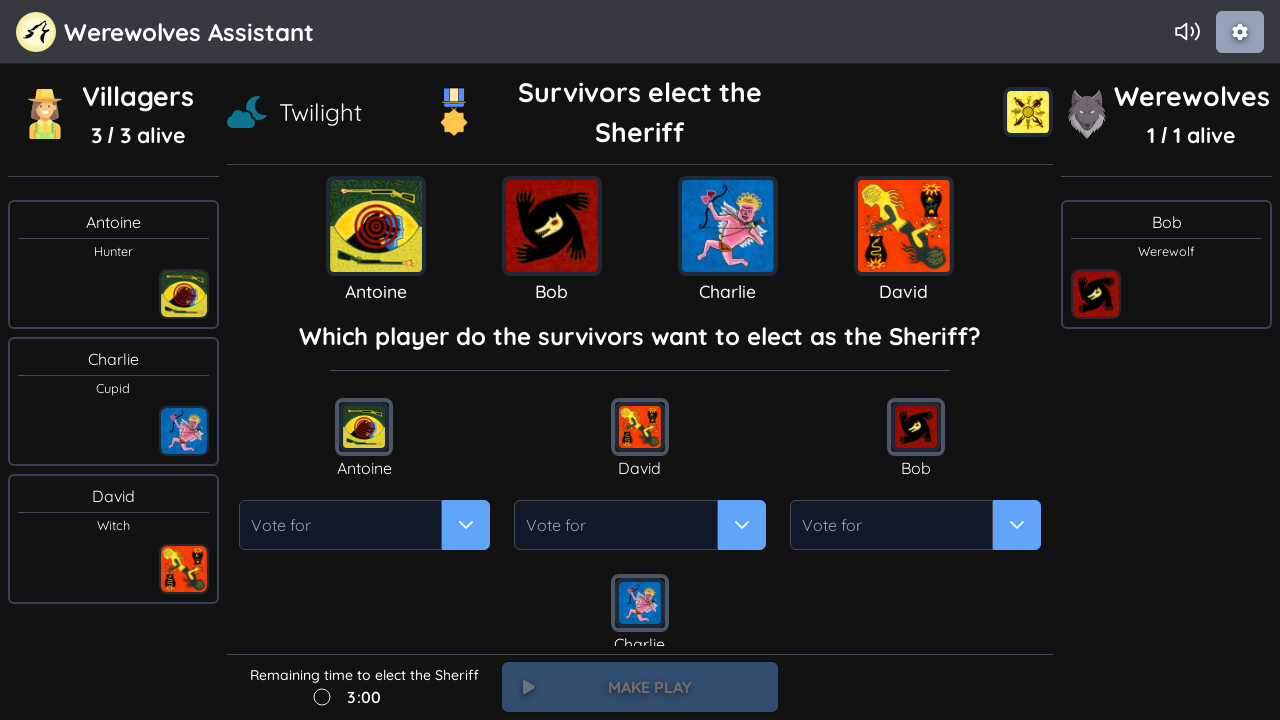 Werewolves Assistant
Villagers
3 / 3 alive
Twilight
Survivors elect the
Sheriff
Werewolves
1 / 1 alive
Antoine
Hunter
Charlie
Cupid
David
Witch
Antoine
Bob
Charlie
David
Which player do the survivors want to elect as the Sheriff?
Antoine
David
Bob
Vote for
Vote for
Vote for
Charlie
Remaining time to elect the Sheriff
3:00
MAKE PLAY
Bob
Werewolf